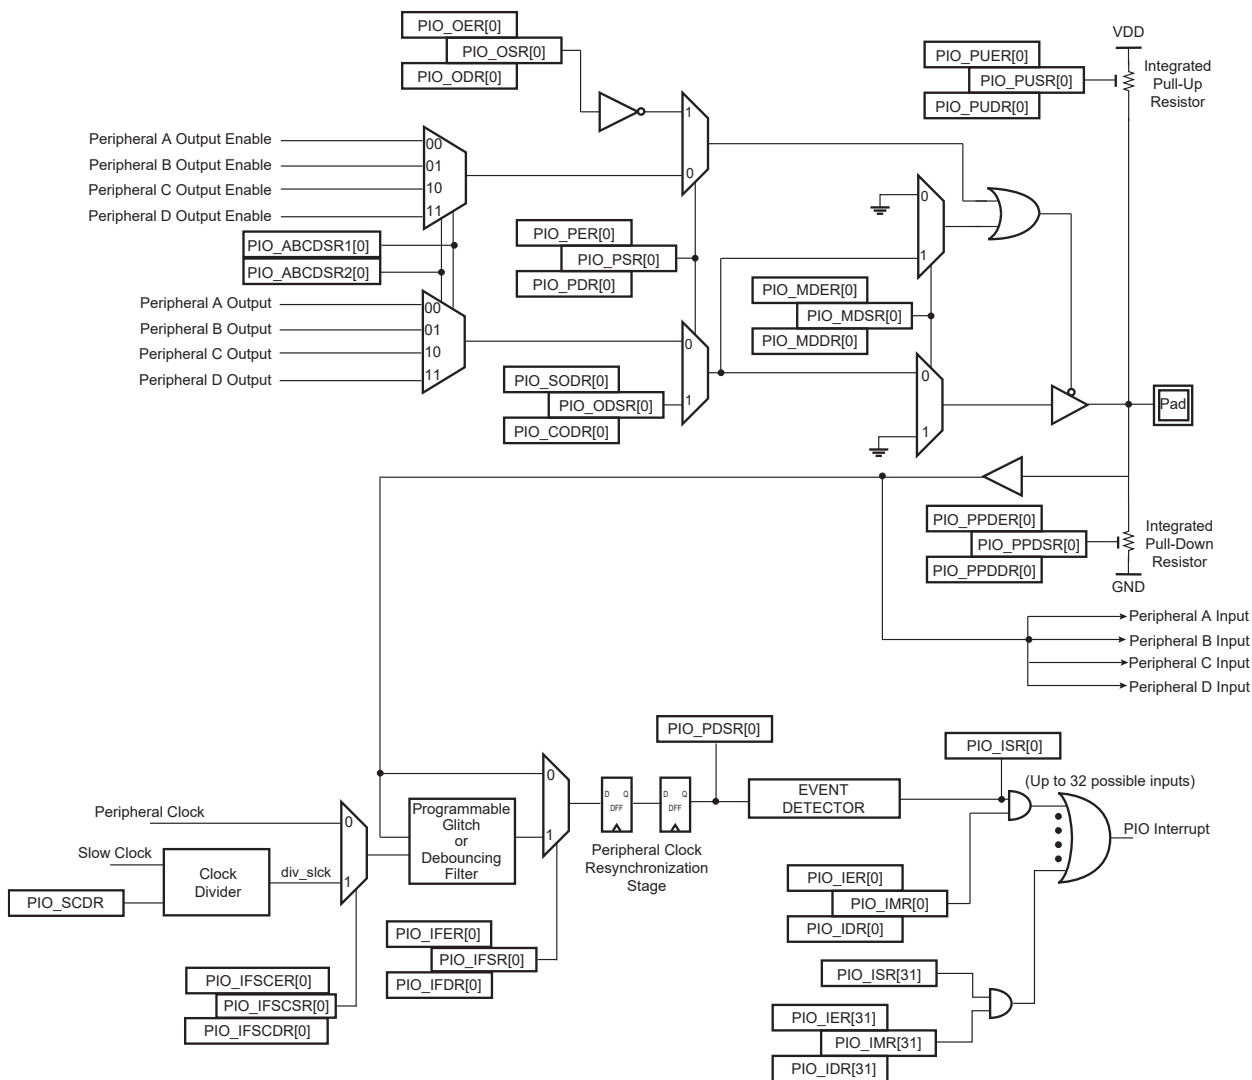 PIO_OER[0]
PIO_OSR[0]
PIO_ODR[0]
1
0
Peripheral A Output Enable
Peripheral B Output Enable
Peripheral C Output Enable
Peripheral D Output Enable
00
01
10
11
PIO_ABCDSR1[0]
PIO_ABCDSR2[0]
Peripheral A Output
Peripheral B Output
Peripheral C Output
Peripheral D Output
00
01
10
11
PIO_PER[0]
PIO_PSR[0]
PIO_PDR[0]
0
1
PIO_SODR[0]
PIO_ODSR[0]
PIO_CODR[0]
PIO_MDER[0]
PIO_MDSR[0]
PIO_MDDR[0]
0
1
0
1
PIO_PUER[0]
PIO_PUSR[0]
PIO_PUDR[0]
VDD
Integrated
Pull-Up
Resistor
Pad
PIO_PPDER[0]
PIO_PPDSR[0]
PIO_PPDDR[0]
Integrated
Pull-Down
Resistor
GND
Peripheral A Input
Peripheral B Input
Peripheral C Input
Peripheral D Input
Peripheral Clock
Slow Clock
PIO_SCDR
Clock
Divider
div_slck
0
1
PIO_IFSCER[0]
PIO_IFSCSR[0]
PIO_IFSCDR[0]
Programmable
Glitch
or
Debouncing
Filter
PIO_IFER[0]
PIO_IFSR[0]
PIO_IFDR[0]
0
1
D Q
DFF
D Q
DFF
Peripheral Clock
Resynchronization
Stage
PIO_PDSR[0]
EVENT
DETECTOR
PIO_ISR[0]
(Up to 32 possible inputs)
PIO Interrupt
PIO_IER[0]
PIO_IMR[0]
PIO_IDR[0]
PIO_ISR[31]
PIO_IER[31]
PIO_IMR[31]
PIO_IDR[31]